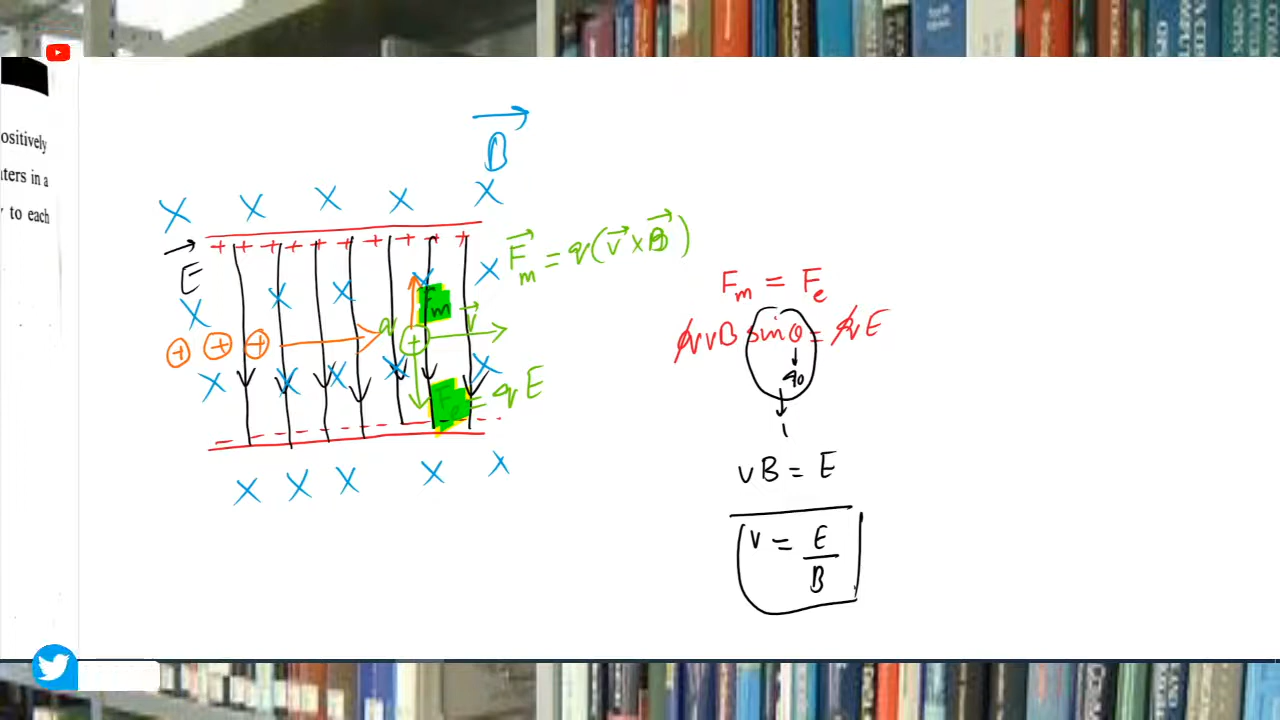 ositively
ters in a
to each
B
E
Fm = q(v × B)
Fm
q
v
Fe = qE
Fm = Fe
qvB sinθ = qE
90
1
vB = E
v = E/B